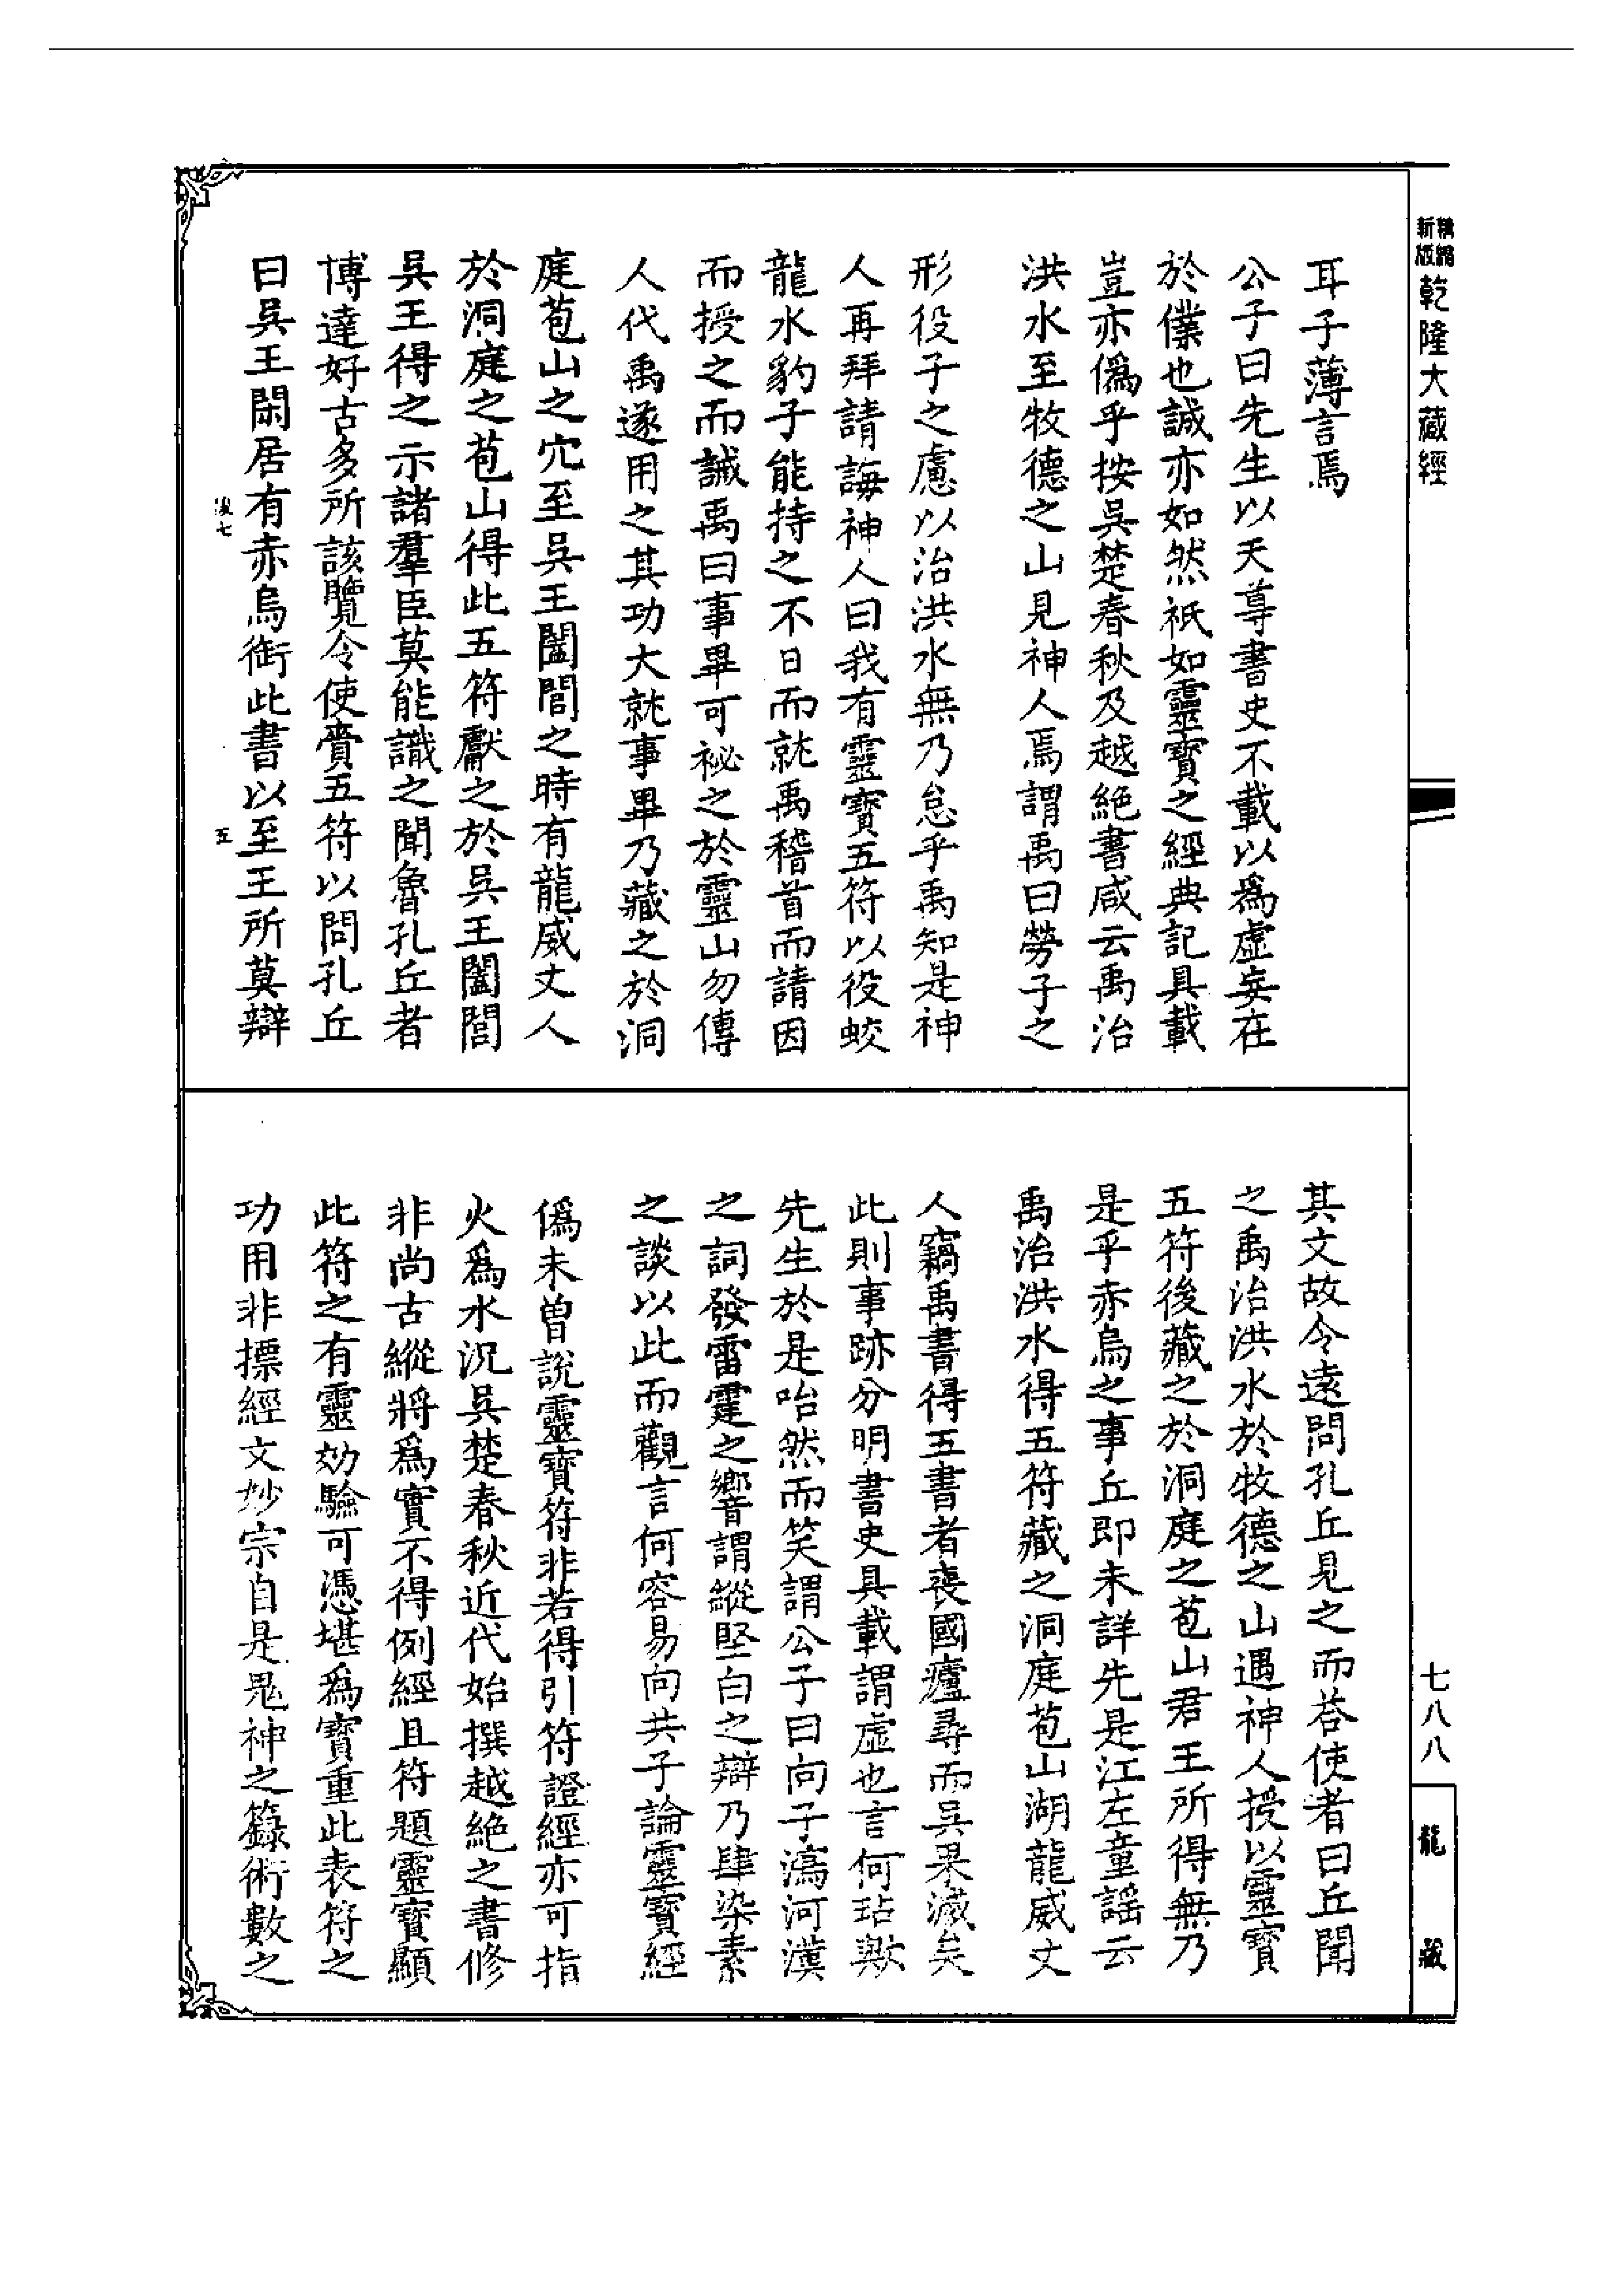 精編
新版
乾隆大藏經
耳子薄言焉
公子曰先生以天尊書史不載以爲虛妄在
於僕也誠亦如然祇如靈寶之經典記具載
豈亦僞乎按吳楚春秋及越絕書咸云禹治
洪水至牧德之山見神人焉謂禹曰勞子之
形役子之慮以治洪水無乃怠乎禹知是神
人再拜請誨神人曰我有靈寶五符以役蛟
龍水豹子能持之不日而就禹稽首而請因
而授之而誡禹曰事畢可祕之於靈山勿傳
人代禹遂用之其功大就事畢乃藏之於洞
庭苞山之穴至吳王闔閭之時有龍威丈人
於洞庭之苞山得此五符獻之於吳王闔閭
吳王得之示諸羣臣莫能識之聞魯孔丘者
博達好古多所該覽令使賫五符以問孔丘
曰吳王閑居有赤烏銜此書以至王所莫辯
五
其文故令遠問孔丘見之而荅使者曰丘聞
之禹治洪水於牧德之山遇神人授以靈寶
五符後藏之於洞庭之苞山君王所得無乃
是乎赤烏之事丘即未詳先是江左童謡云
禹治洪水得五符藏之洞庭苞山湖龍威丈
人竊禹書得五書者喪國廬尋而吳果滅矣
此則事跡分明書史具載謂虛也言何玷歟
先生於是咍然而笑謂公子曰向子瀉河漢
之詞發雷霆之響謂縱堅白之辯乃肆染素
之談以此而觀言何容易向共子論靈寶經
僞未曾說靈寶符非若得引符證經亦可指
火爲水沉吳楚春秋近代始撰越絕之書修
非尚古縱將爲實不得例經且符題靈寶顯
此符之有靈効驗可憑堪爲寶重此表符之
功用非摽經文妙宗自是鬼神之籙術數之
七八八
龍藏